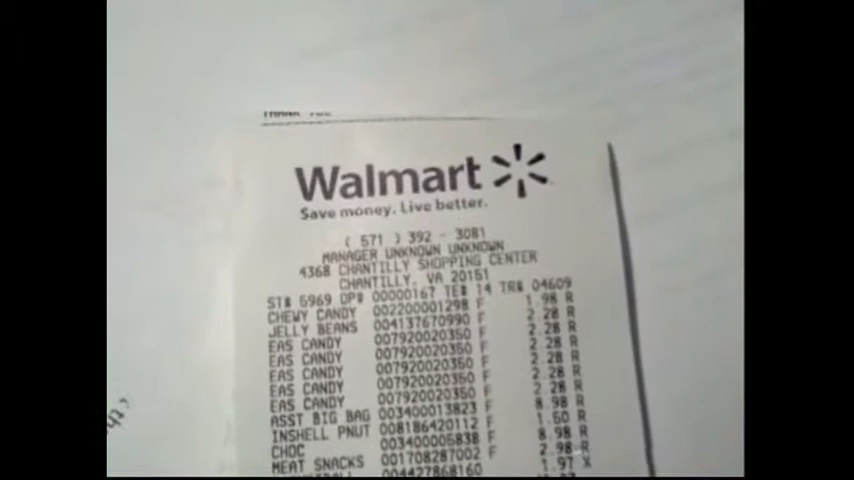 Walmart
Save money. Live better.
( 571 ) 392 - 3081
MANAGER UNKNOWN UNKNOWN
4368 CHANTILLY SHOPPING CENTER
CHANTILLY, VA 20151
ST# 5969 OP# 00000167 TE# 14 TR# 04609
CHEWY CANDY 002200001298 F 1.98 R
JELLY BEANS 004137670990 F 2.28 R
EAS CANDY 007920020350 F 2.28 R
EAS CANDY 007920020350 F 2.28 R
EAS CANDY 007920020350 F 2.28 R
EAS CANDY 007920020350 F 2.28 R
EAS CANDY 007920020350 F 2.28 R
ASST BIG BAG 003400013823 F 8.98 R
INSHELL PNUT 008186420112 F 1.50 R
CHOC 003400006838 F 8.98 R
MEAT SNACKS 001708287002 F 2.98 R
004427868160 1.97 X